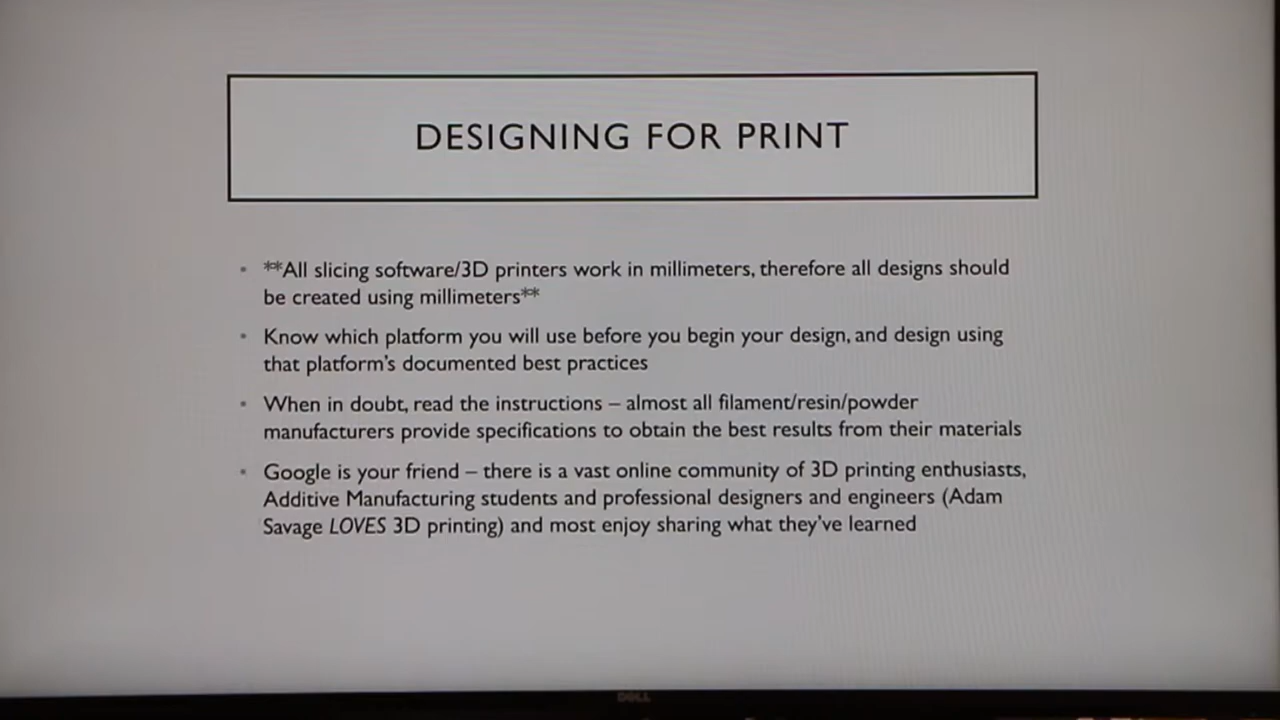 DESIGNING FOR PRINT
**All slicing software/3D printers work in millimeters, therefore all designs should
be created using millimeters**
Know which platform you will use before you begin your design, and design using
that platform's documented best practices
When in doubt, read the instructions – almost all filament/resin/powder
manufacturers provide specifications to obtain the best results from their materials
Google is your friend – there is a vast online community of 3D printing enthusiasts,
Additive Manufacturing students and professional designers and engineers (Adam
Savage LOVES 3D printing) and most enjoy sharing what they've learned
DELL